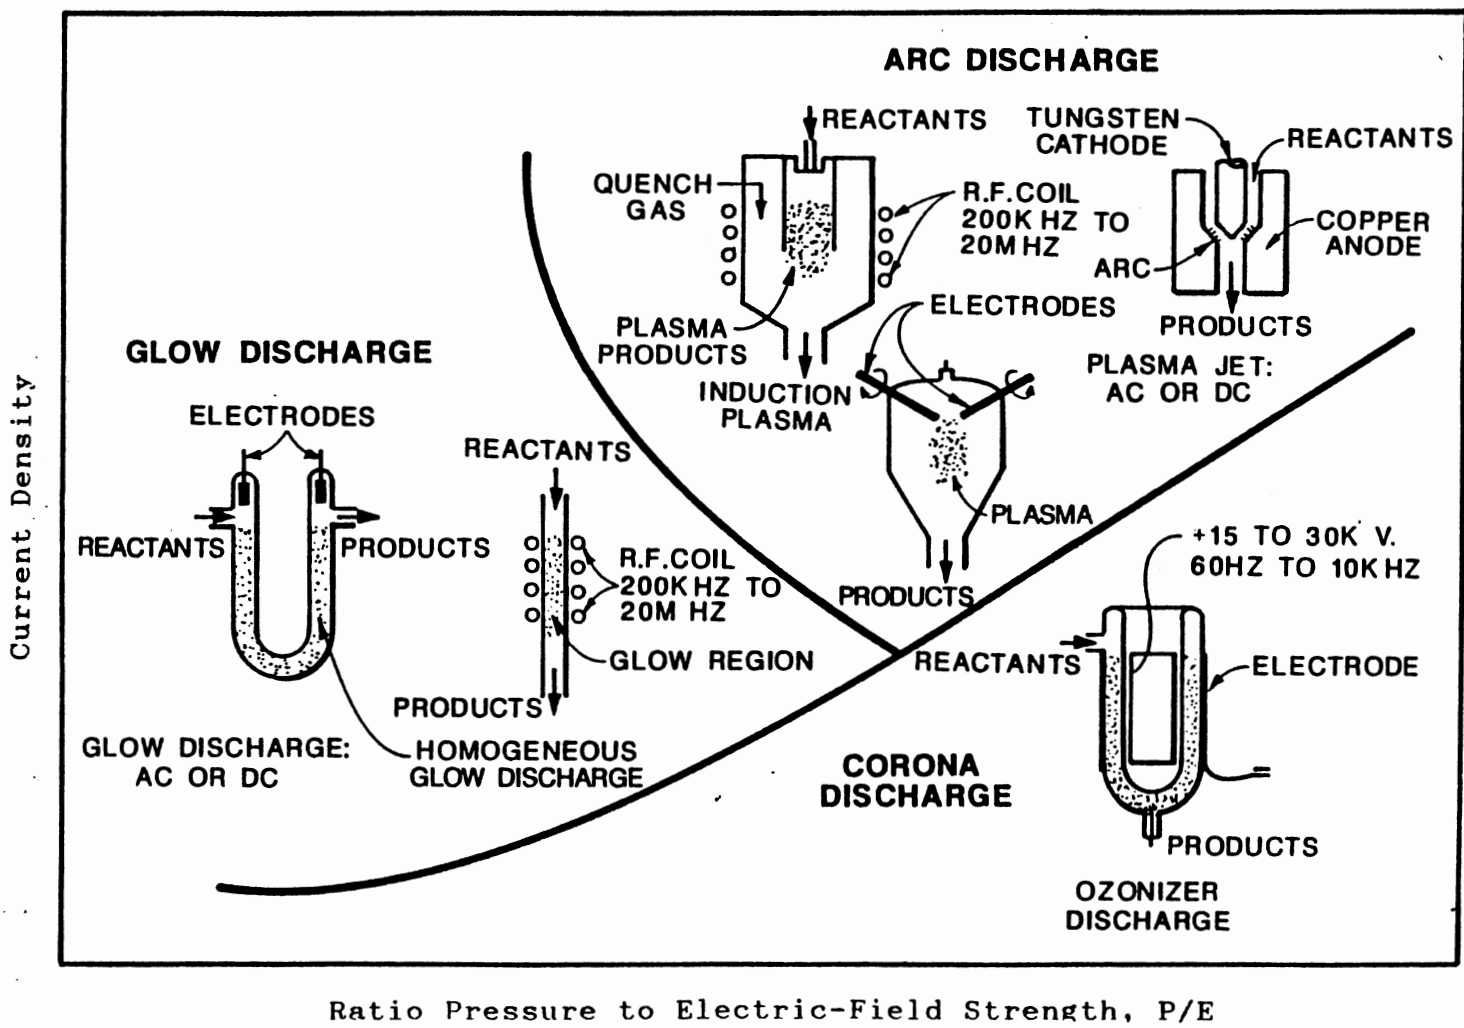 ARC DISCHARGE
REACTANTS
QUENCH
GAS
R.F.COIL
200K HZ TO
20M HZ
PLASMA
PRODUCTS
INDUCTION
PLASMA
TUNGSTEN
CATHODE
REACTANTS
COPPER
ANODE
ARC
PRODUCTS
PLASMA JET:
AC OR DC
ELECTRODES
PLASMA
PRODUCTS
GLOW DISCHARGE
ELECTRODES
REACTANTS
PRODUCTS
GLOW DISCHARGE:
AC OR DC
HOMOGENEOUS
GLOW DISCHARGE
REACTANTS
R.F.COIL
200K HZ TO
20M HZ
GLOW REGION
PRODUCTS
CORONA
DISCHARGE
+15 TO 30K V.
60HZ TO 10K HZ
REACTANTS
ELECTRODE
PRODUCTS
OZONIZER
DISCHARGE
Current Density
Ratio Pressure to Electric-Field Strength, P/E